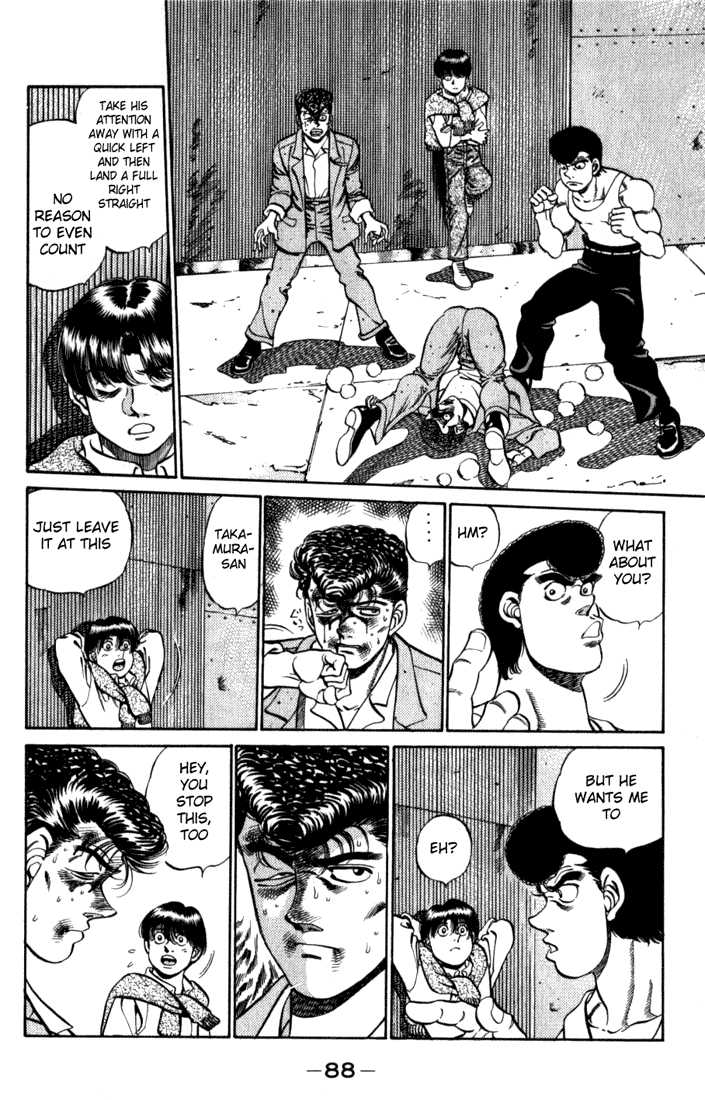 TAKE HIS
ATTENTION
AWAY WITH A
QUICK LEFT
AND THEN
LAND A FULL
RIGHT
STRAIGHT
NO
REASON
TO EVEN
COUNT
WHAT
ABOUT
YOU?
HM?
...
TAKA-
MURA-
SAN
JUST LEAVE
IT AT THIS
BUT HE
WANTS ME
TO
EH?
HEY,
YOU
STOP
THIS,
TOO
-88-